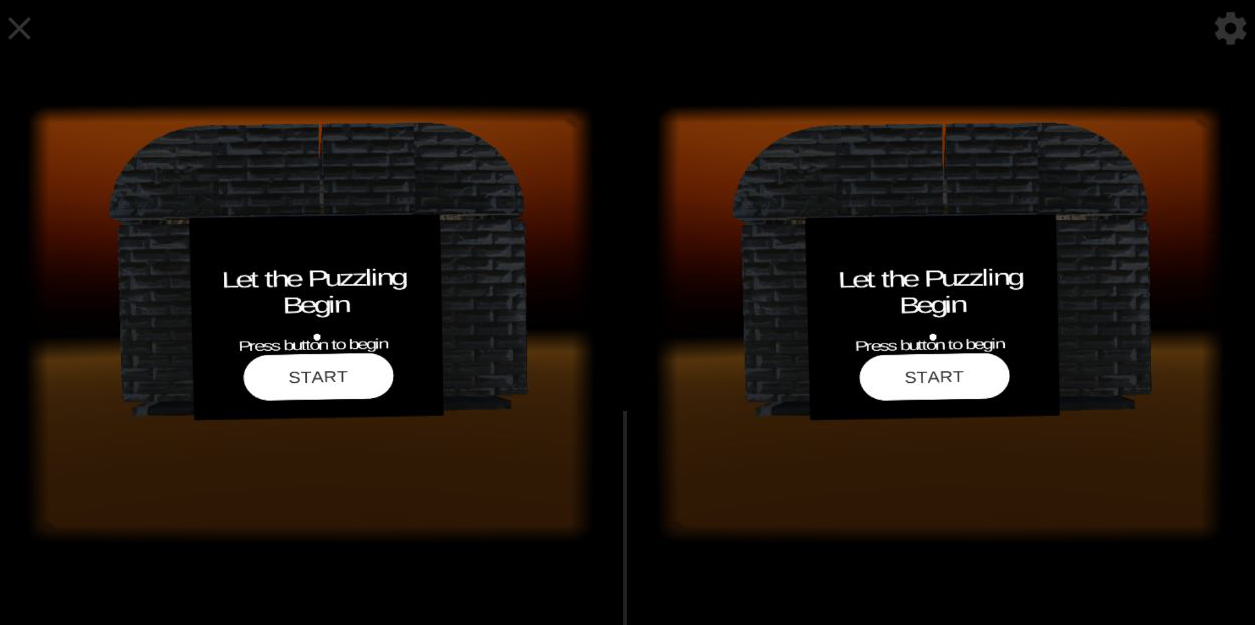 Let the Puzzling
Begin
Press button to begin
START
Let the Puzzling
Begin
Press button to begin
START